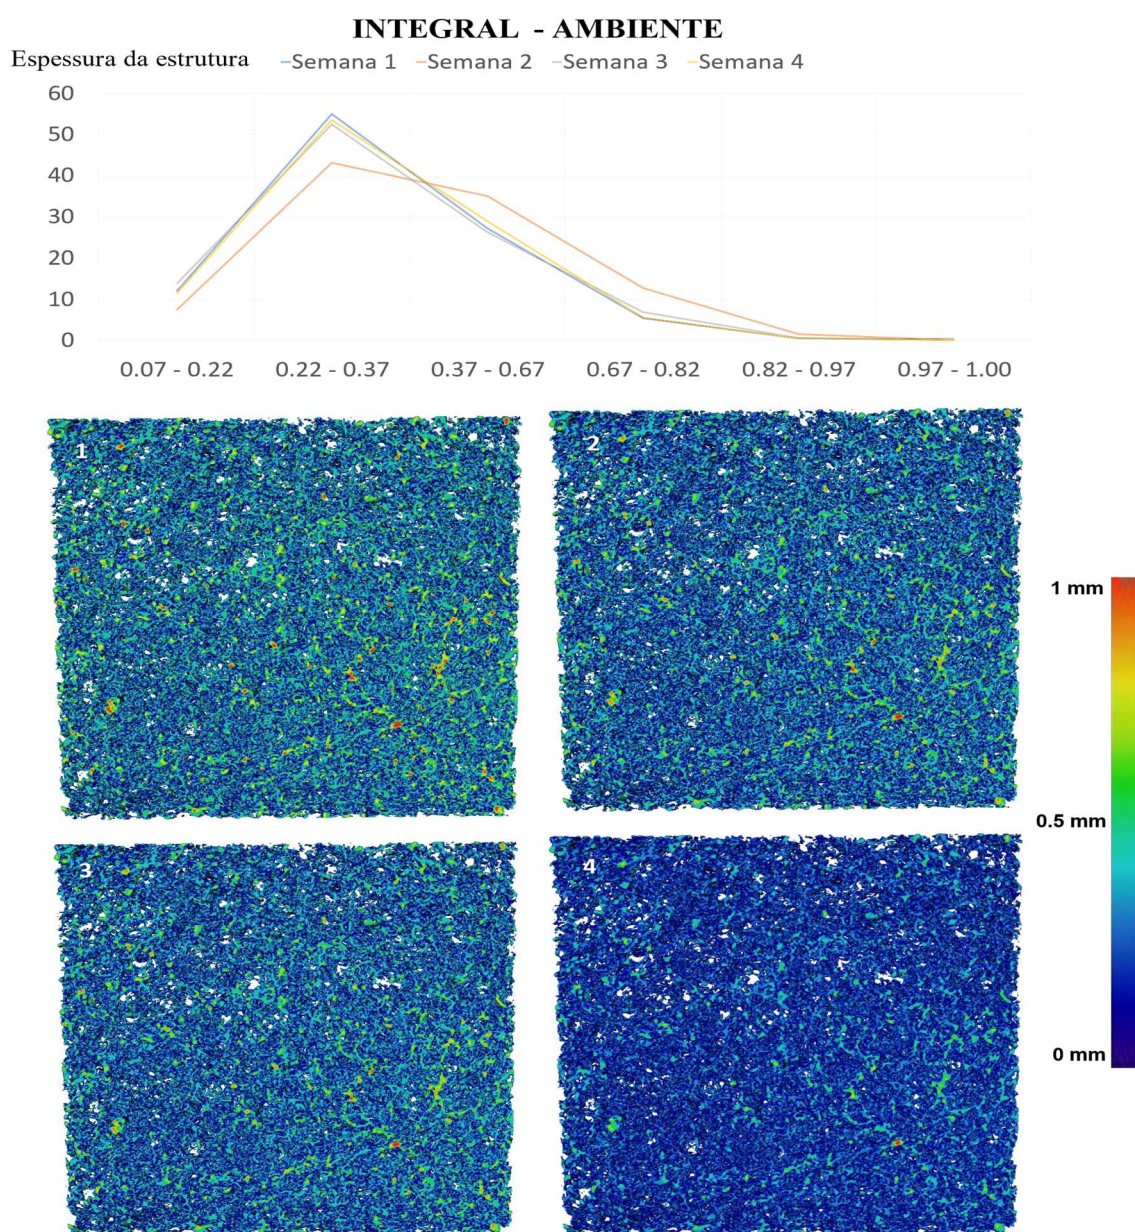 INTEGRAL - AMBIENTE
Espessura da estrutura
Semana 1 Semana 2 Semana 3 Semana 4
60
50
40
30
20
10
0
0.07 - 0.22 0.22 - 0.37 0.37 - 0.67 0.67 - 0.82 0.82 - 0.97 0.97 - 1.00
1
2
1 mm
0.5 mm
3
4
0 mm